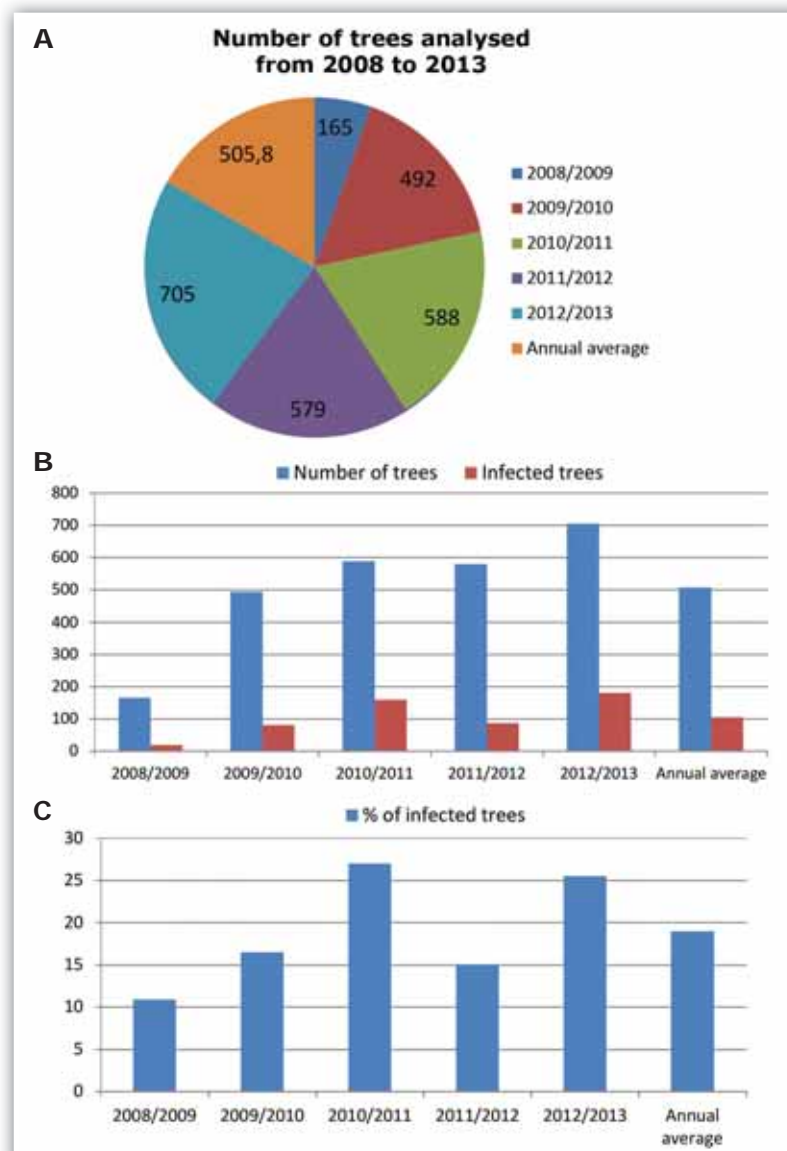 A
Number of trees analysed
from 2008 to 2013
165
492
588
579
705
505,8
2008/2009
2009/2010
2010/2011
2011/2012
2012/2013
Annual average
B
Number of trees Infected trees
800
700
600
500
400
300
200
100
0
2008/2009 2009/2010 2010/2011 2011/2012 2012/2013 Annual average
C
% of infected trees
30
25
20
15
10
5
0
2008/2009 2009/2010 2010/2011 2011/2012 2012/2013 Annual
average